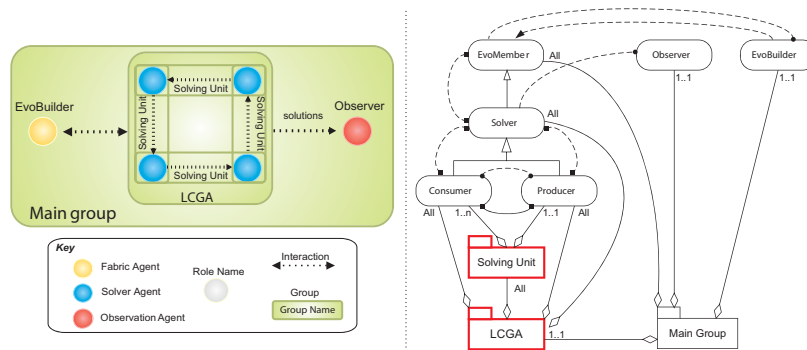 EvoBuilder
Solving Unit
Solving Unit
Solving Unit
Solving Unit
solutions
Observer
LCGA
Main group
Key
Fabric Agent
Solver Agent
Observation Agent
Role Name
Interaction
Group
Group Name
EvoMember
All
Observer
EvoBuilder
1..1
1..1
Solver
All
Consumer
Producer
All
1..n
1..1
All
Solving Unit
All
LCGA
1..1
Main Group